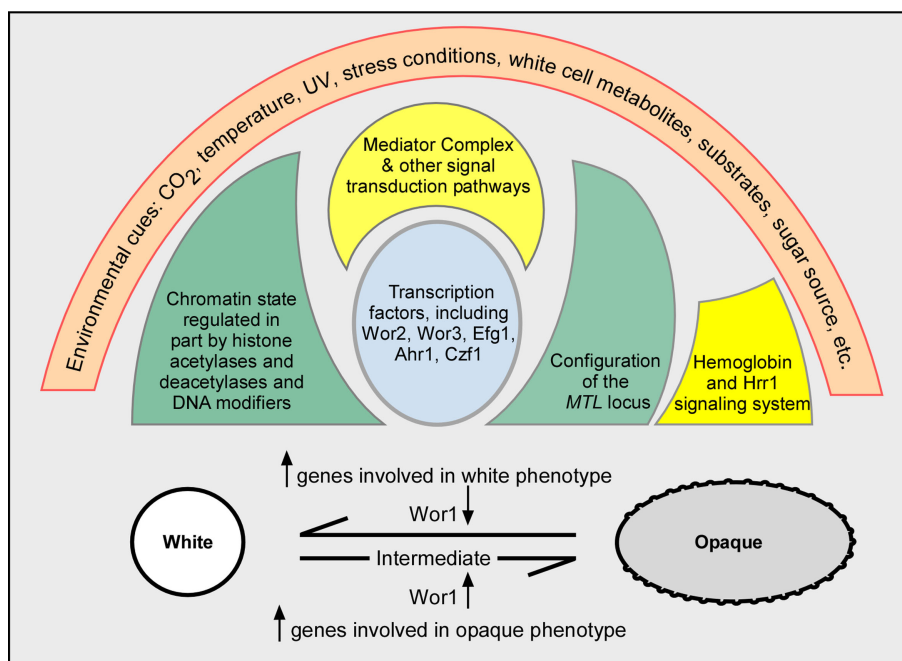 Environmental cues: CO2, temperature, UV, stress conditions, white cell metabolites, substrates, sugar source, etc.
Mediator Complex
& other signal
transduction pathways
Chromatin state
regulated in
part by histone
acetylases and
deacetylases and
DNA modifiers
Transcription
factors, including
Wor2, Wor3, Efg1,
Ahr1, Czf1
Configuration
of the
MTL locus
Hemoglobin
and Hrr1
signaling system
genes involved in white phenotype
Wor1
White
Intermediate
Opaque
Wor1
genes involved in opaque phenotype